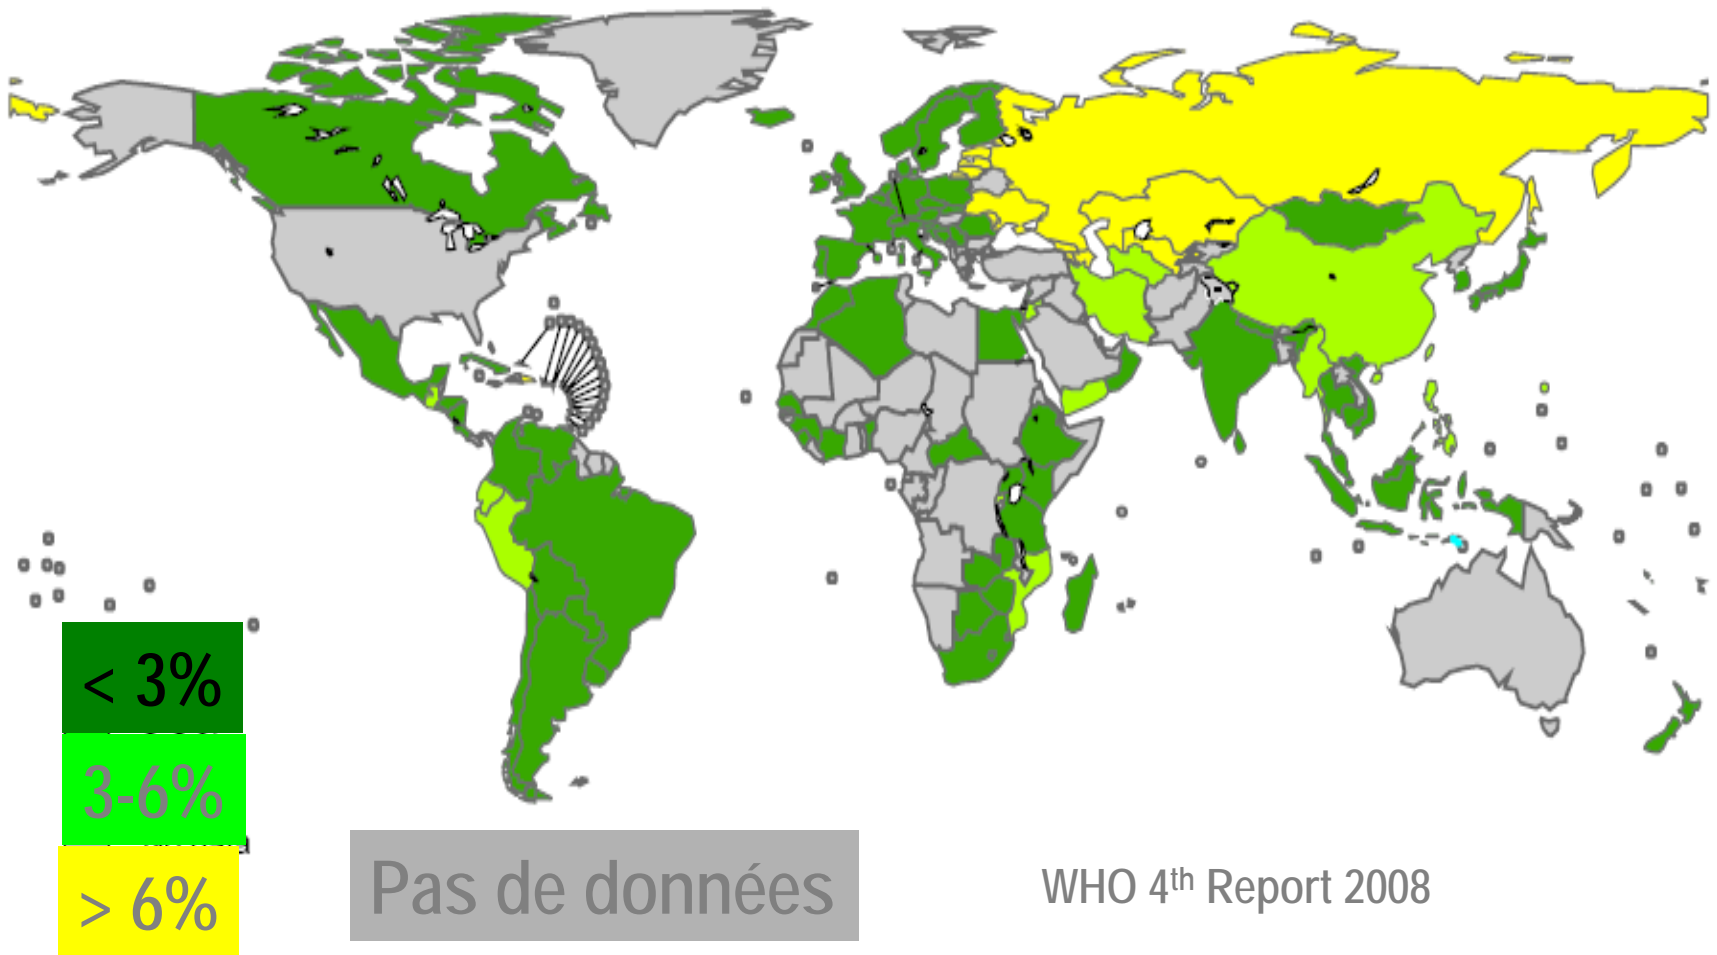 < 3%
3-6%
> 6%
Pas de données
WHO 4th Report 2008